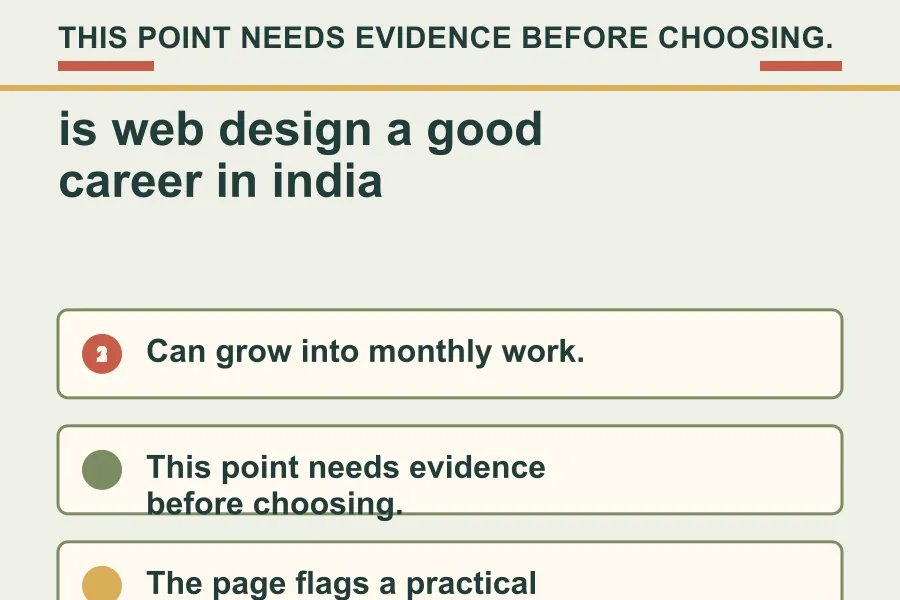 THIS POINT NEEDS EVIDENCE BEFORE CHOOSING.
is web design a good
career in india
Can grow into monthly work.
This point needs evidence
before choosing.
The page flags a practical